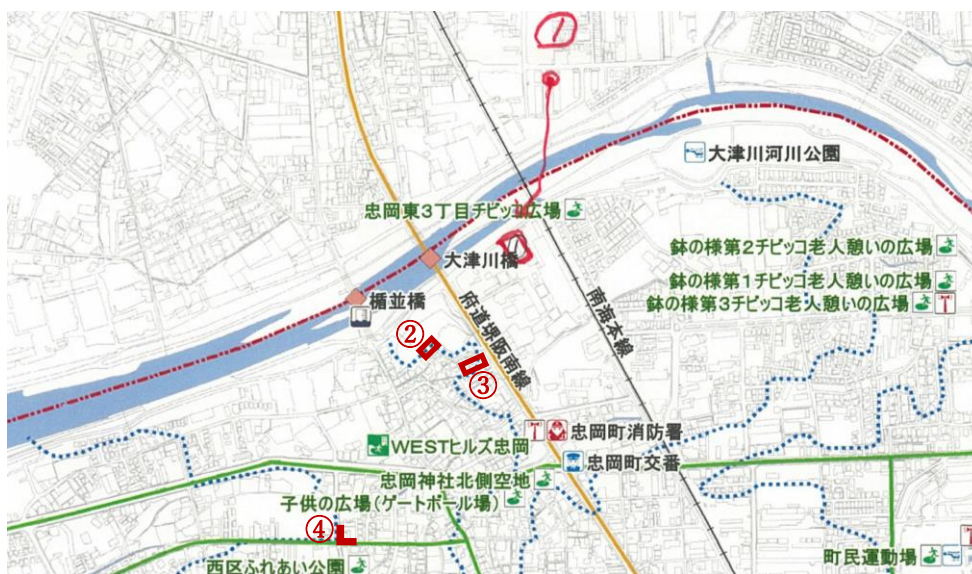 1
忠岡東3丁目チビッコ広場
大津川河川公園
大津川橋
鉢の様第2チビッコ老人憩いの広場
鉢の様第1チビッコ老人憩いの広場
鉢の様第3チビッコ老人憩いの広場
楯並橋
府道堺阪南線
南海本線
②
③
忠岡町消防署
WESTヒルズ忠岡
忠岡町交番
忠岡神社北側空地
子供の広場(ゲートボール場)
④
西区ふれあい公園
町民運動場